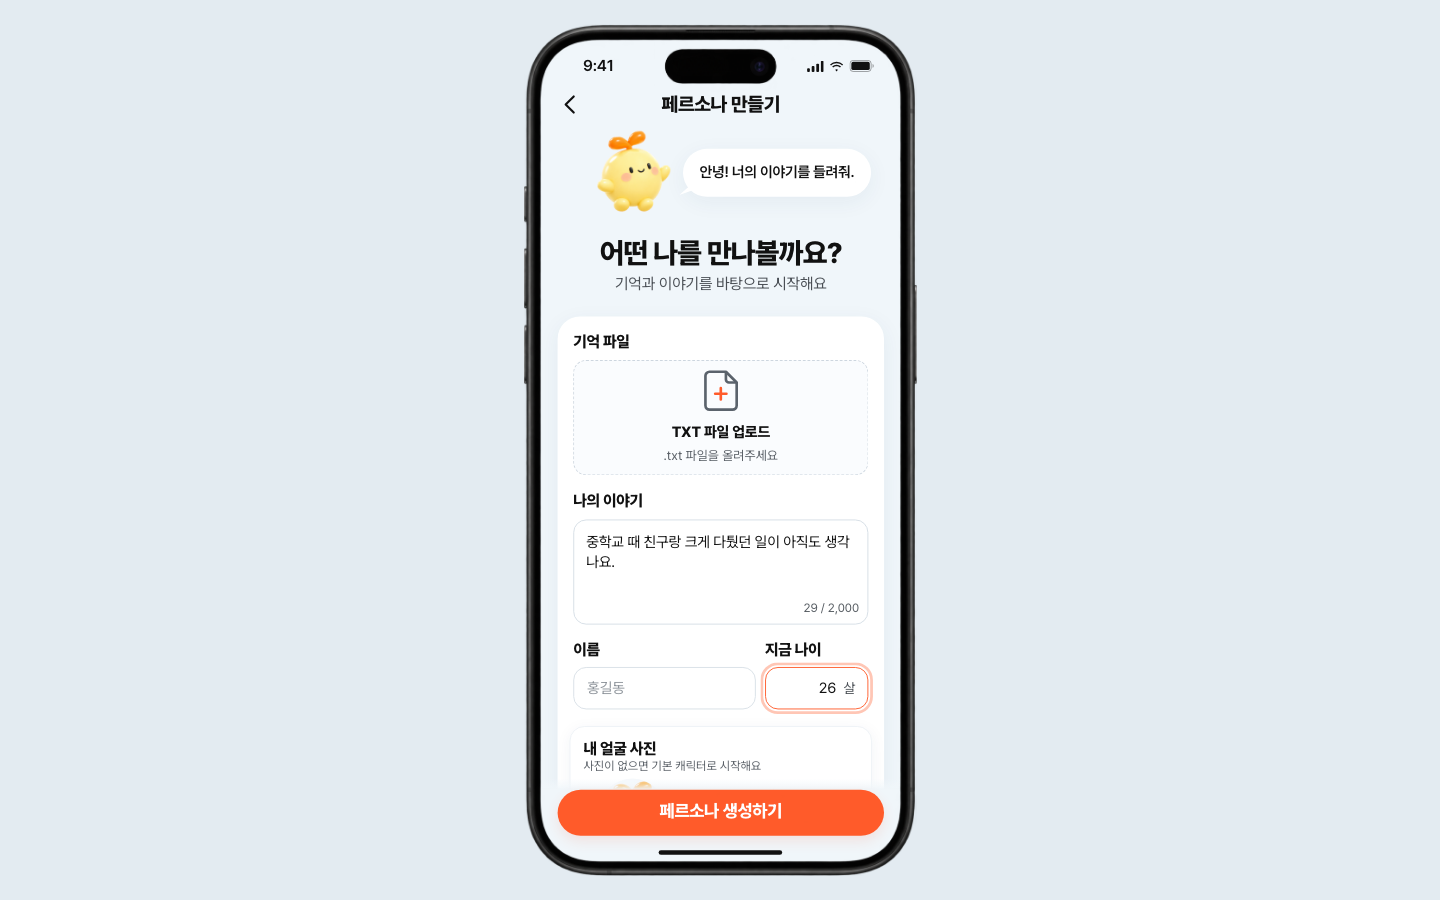 9:41
페르소나 만들기
안녕! 너의 이야기를 들려줘.
어떤 나를 만나볼까요?
기억과 이야기를 바탕으로 시작해요
기억 파일
TXT 파일 업로드
.txt 파일을 올려주세요
나의 이야기
중학교 때 친구랑 크게 다퉜던 일이 아직도 생각
나요.
29 / 2,000
이름 지금 나이
홍길동 26 살
내 얼굴 사진
사진이 없으면 기본 캐릭터로 시작해요
페르소나 생성하기